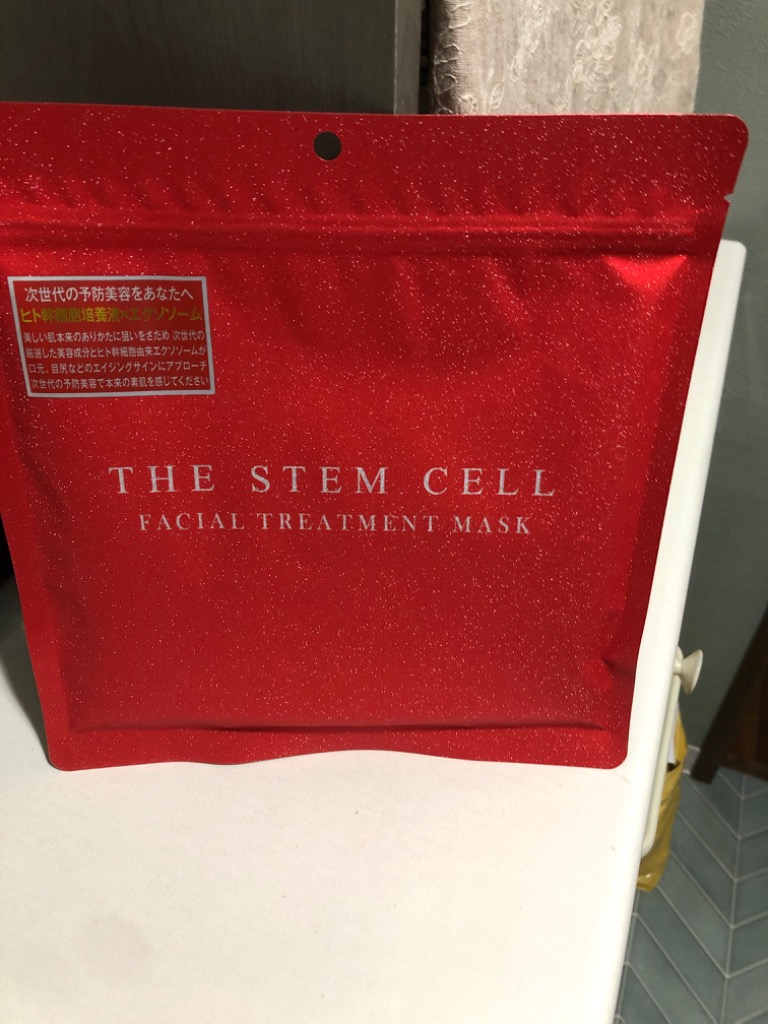 次世代の予防美容をあなたへ
ヒト幹細胞培養液×エクソソーム
美しい肌本来のありかたに狙いをさだめ 次世代の
厳選した美容成分とヒト幹細胞由来エクソソームが
口元、目尻などのエイジングサインにアプローチ
次世代の予防美容で本来の素肌を感じてください
THE STEM CELL
FACIAL TREATMENT MASK